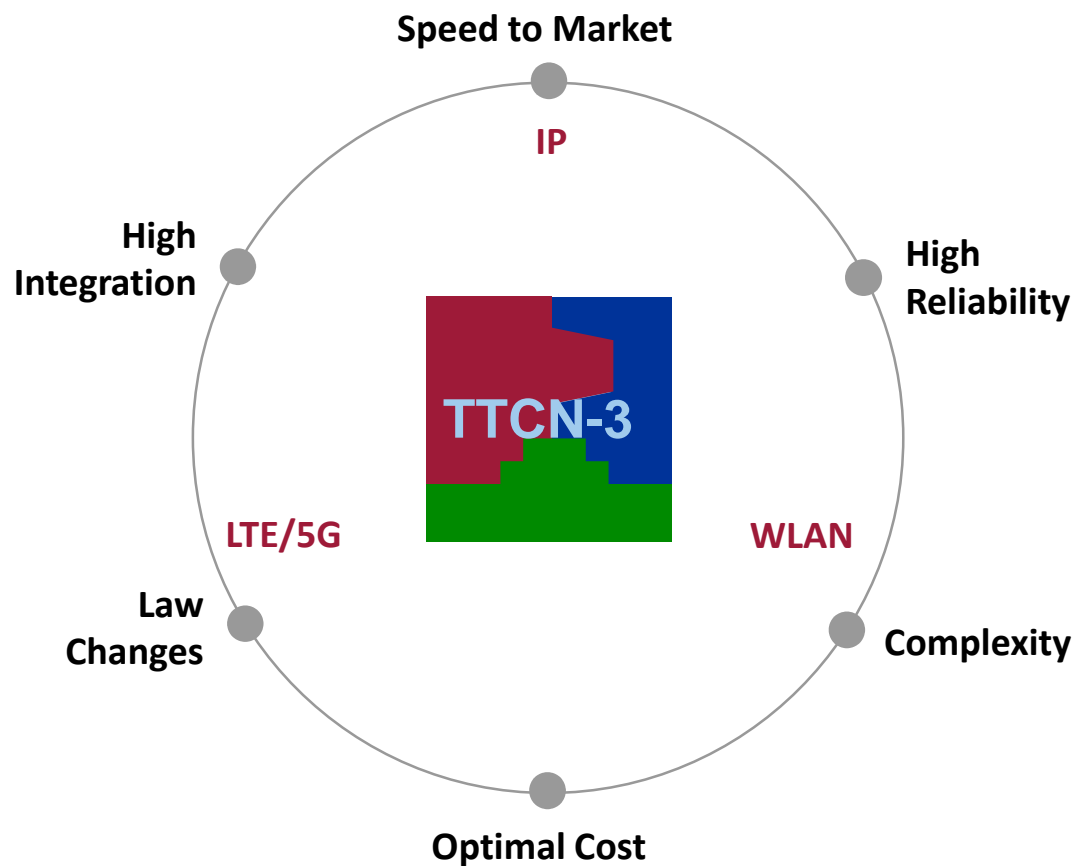 Speed to Market
IP
High
Integration
High
Reliability
TTCN-3
LTE/5G
WLAN
Law
Changes
Complexity
Optimal Cost